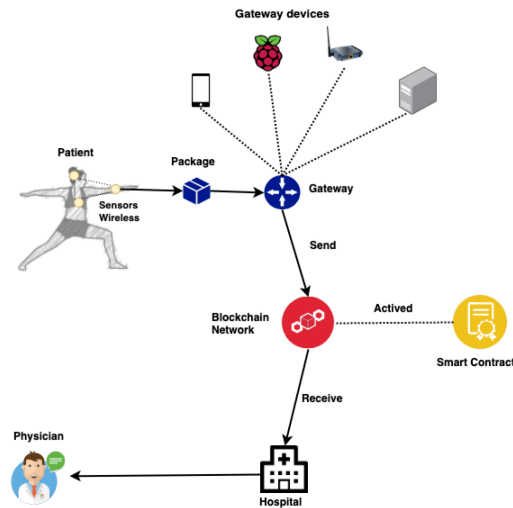 Gateway devices
Patient
Package
Sensors
Wireless
Gateway
Send
Blockchain
Network
Actived
Smart Contract
Receive
Physician
Hospital